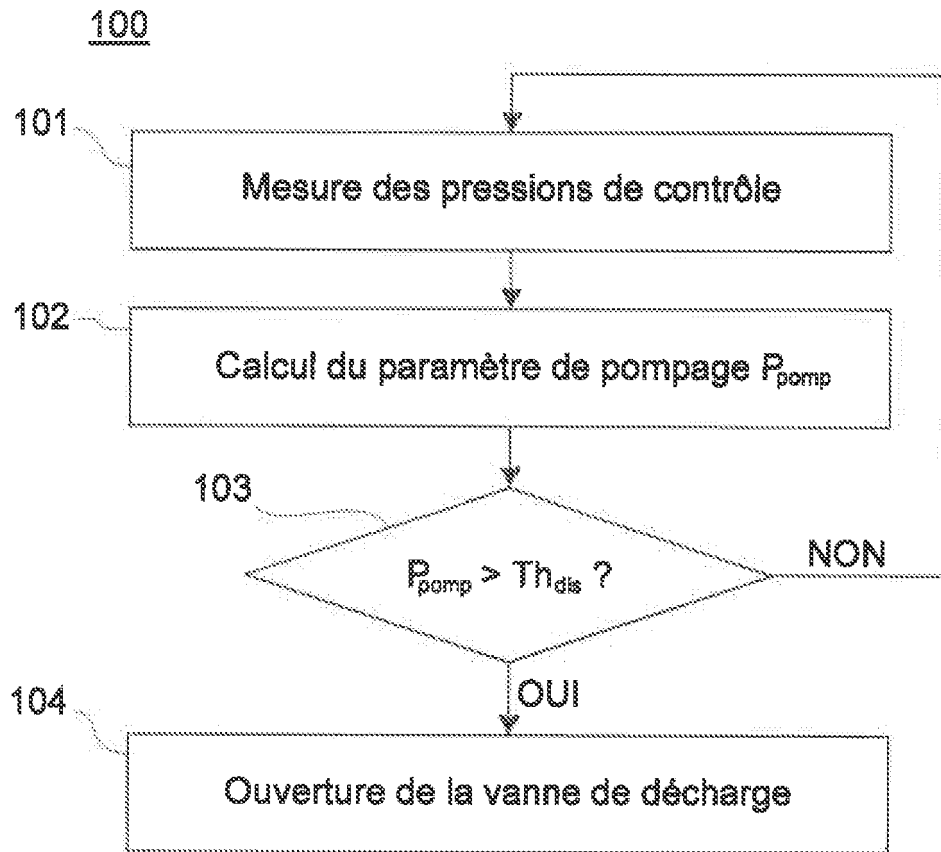 100
101
Mesure des pressions de contrôle
102
Calcul du paramètre de pompage Ppomp
103
Ppomp > Thdis ?
NON
OUI
104
Ouverture de la vanne de décharge